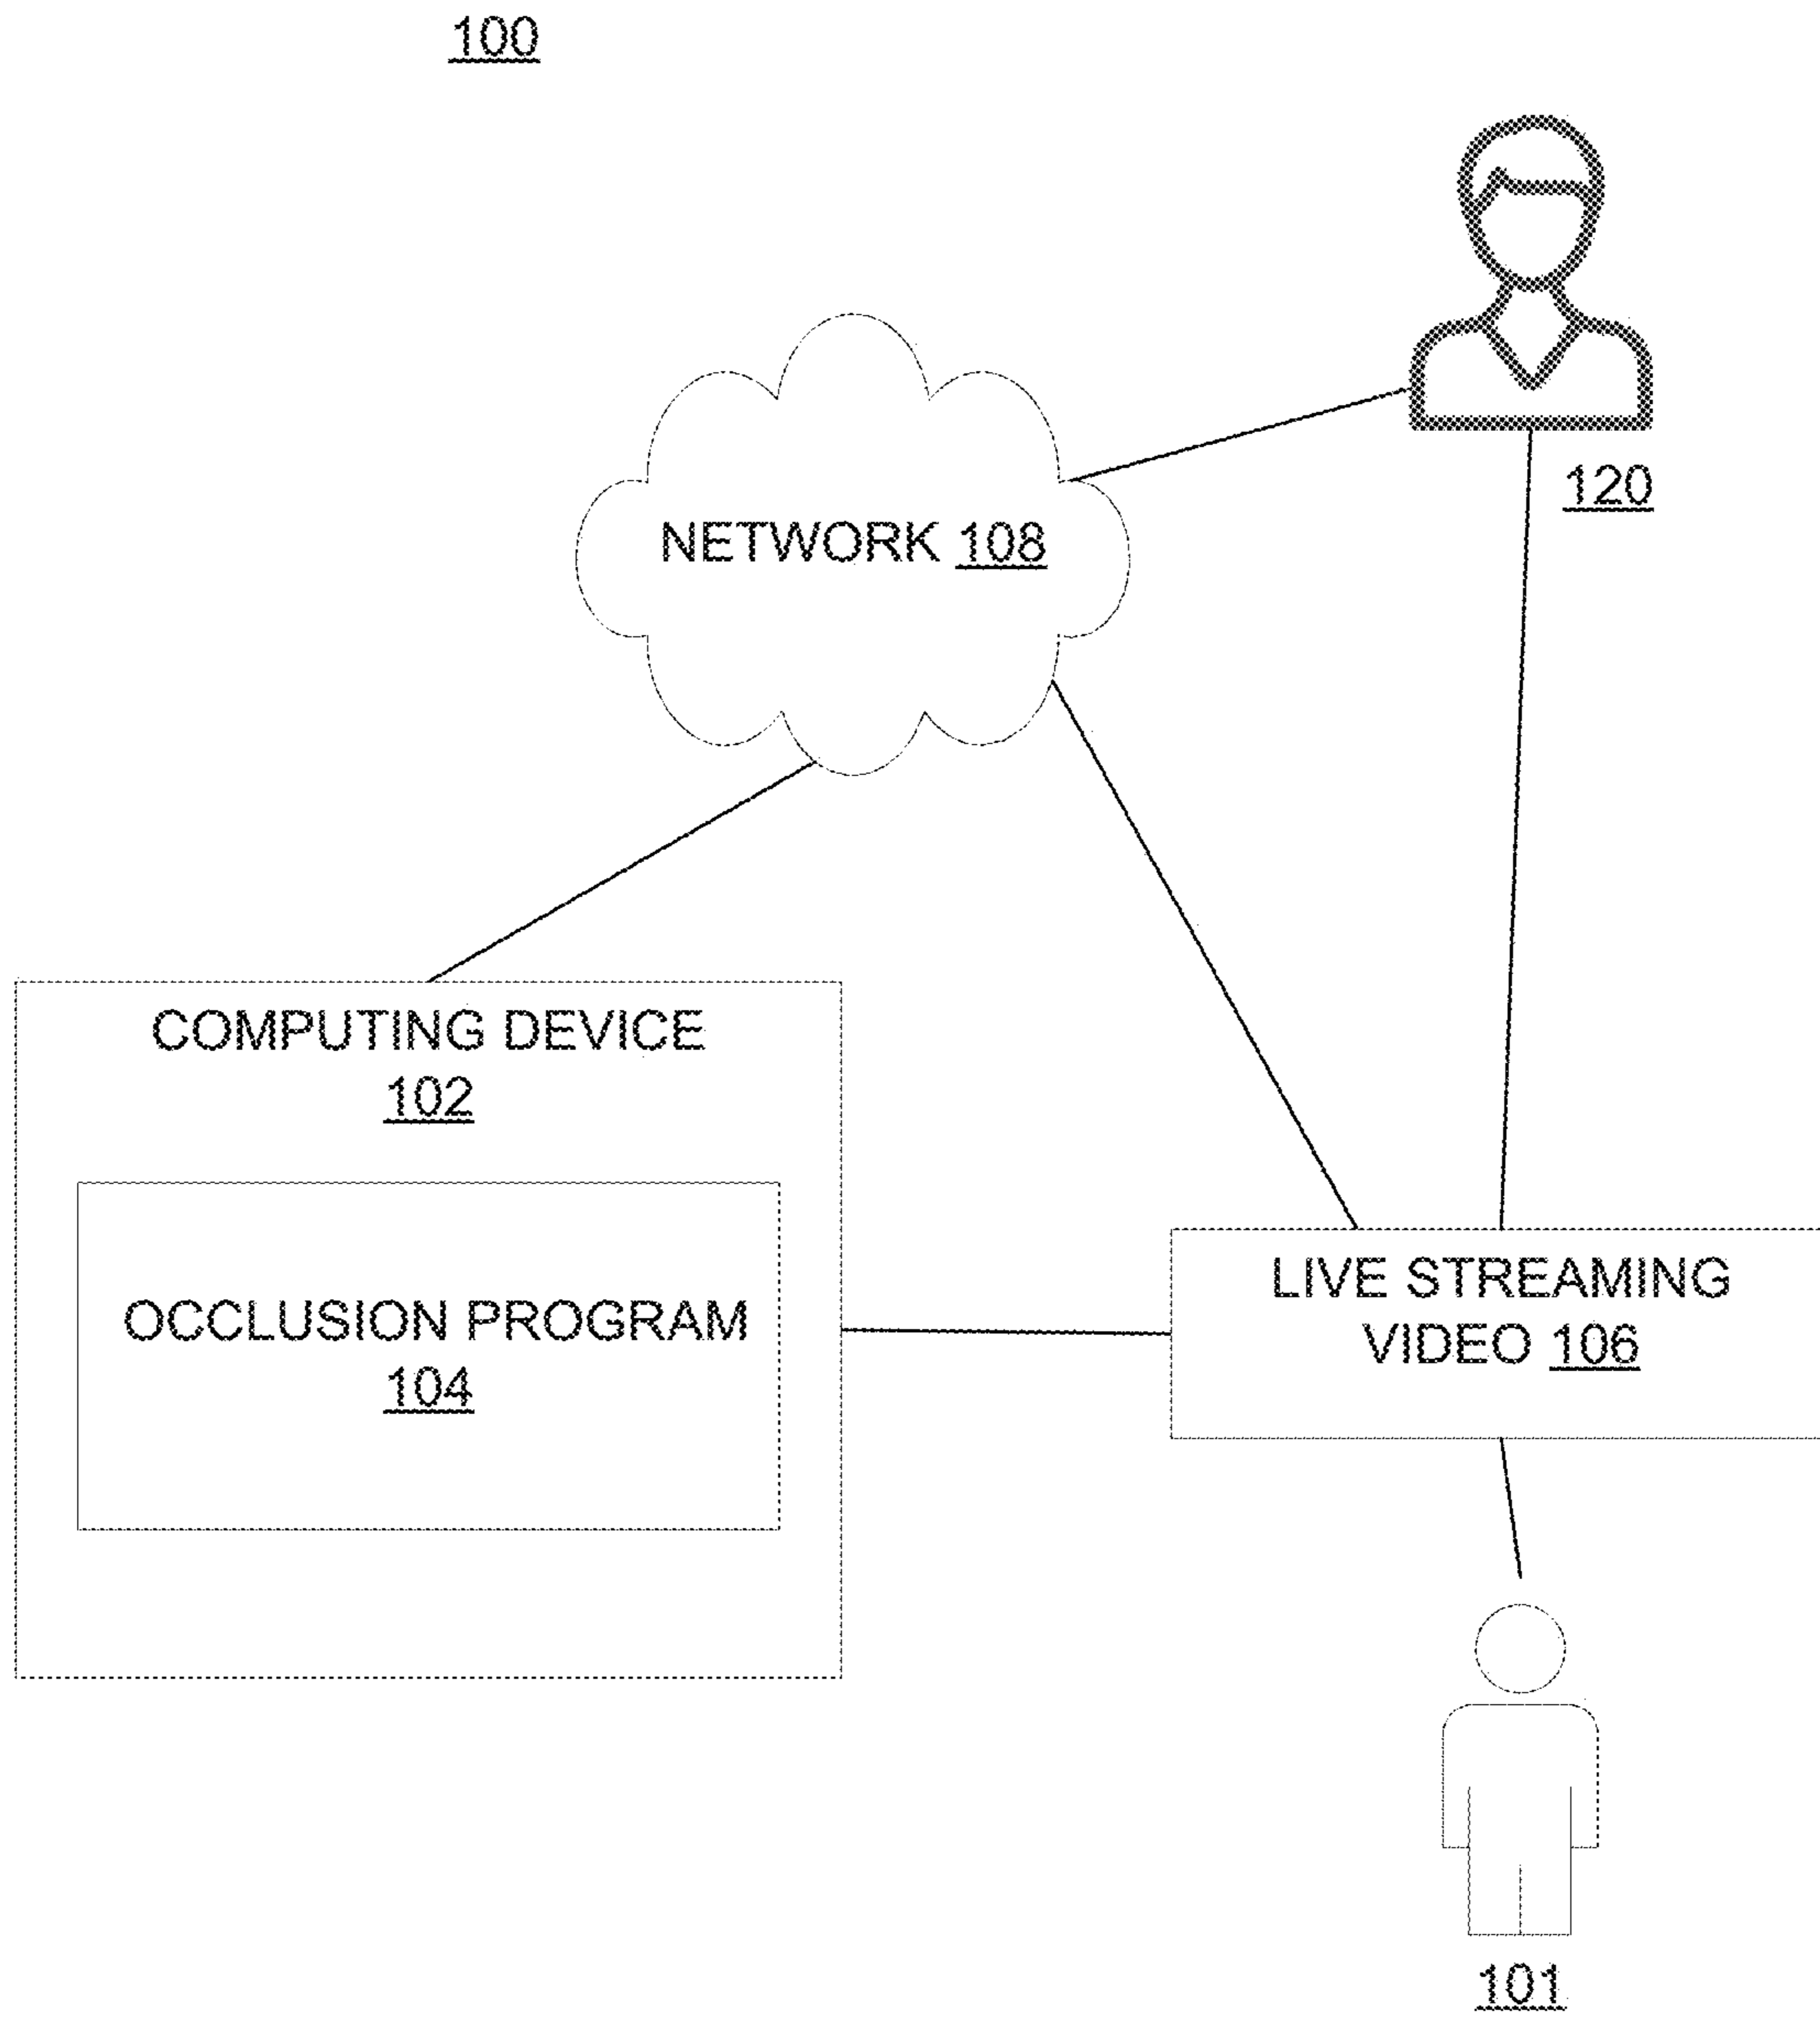 100
120
NETWORK 108
COMPUTING DEVICE
102
OCCLUSION PROGRAM
104
LIVE STREAMING
VIDEO 106
101